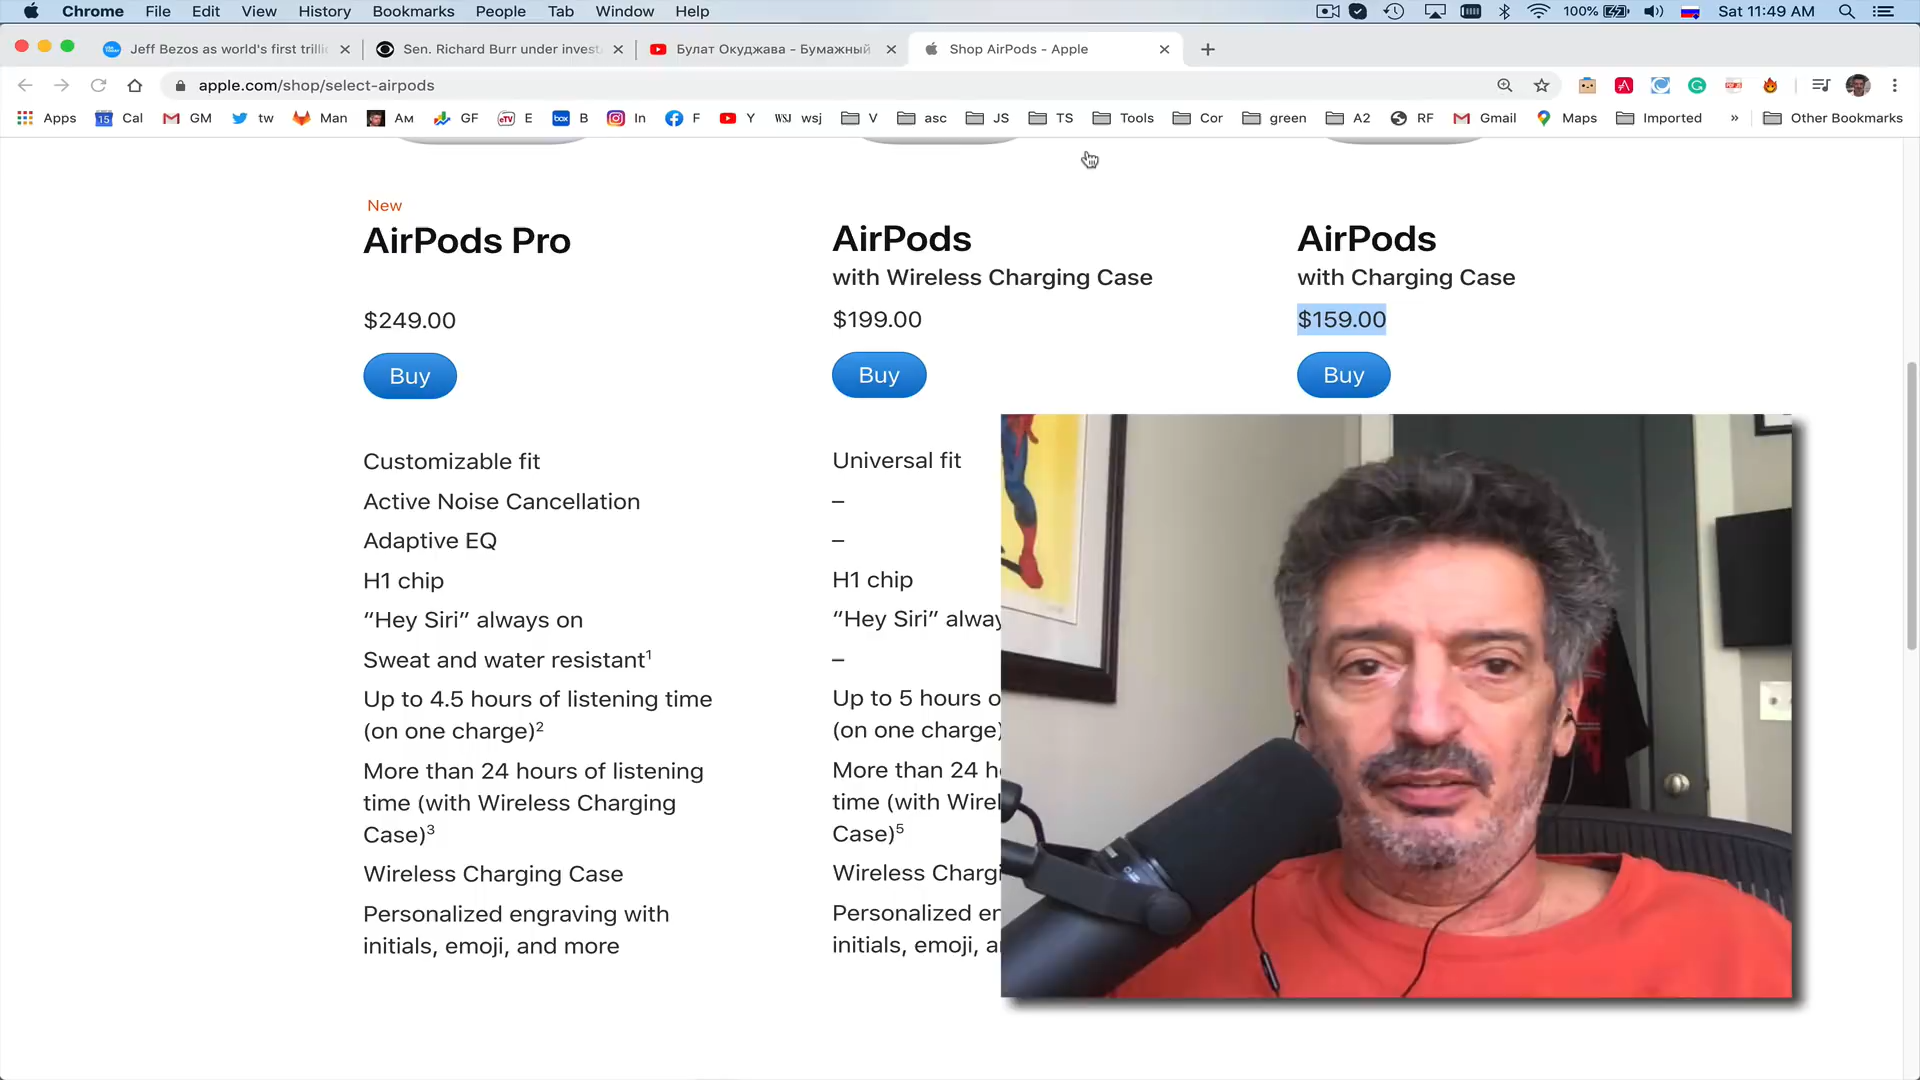 Chrome File Edit View History Bookmarks People Tab Window Help 100% Sat 11:49 AM
Jeff Bezos as world's first trilli Sen. Richard Burr under invest Булат Окуджава - Бумажный Shop AirPods - Apple
apple.com/shop/select-airpods
Apps 15 Cal GM tw Man Ам GF E box B In F Y WSJ wsj V asc JS TS Tools Cor green A2 RF Gmail Maps Imported » Other Bookmarks
New
AirPods Pro
$249.00
Buy
Customizable fit
Active Noise Cancellation
Adaptive EQ
H1 chip
“Hey Siri” always on
Sweat and water resistant¹
Up to 4.5 hours of listening time
(on one charge)²
More than 24 hours of listening
time (with Wireless Charging
Case)³
Wireless Charging Case
Personalized engraving with
initials, emoji, and more
AirPods
with Wireless Charging Case
$199.00
Buy
Universal fit
–
–
H1 chip
“Hey Siri” alway
–
Up to 5 hours o
(on one charge)
More than 24 h
time (with Wirel
Case)⁵
Wireless Chargi
Personalized en
initials, emoji, a
AirPods
with Charging Case
$159.00
Buy